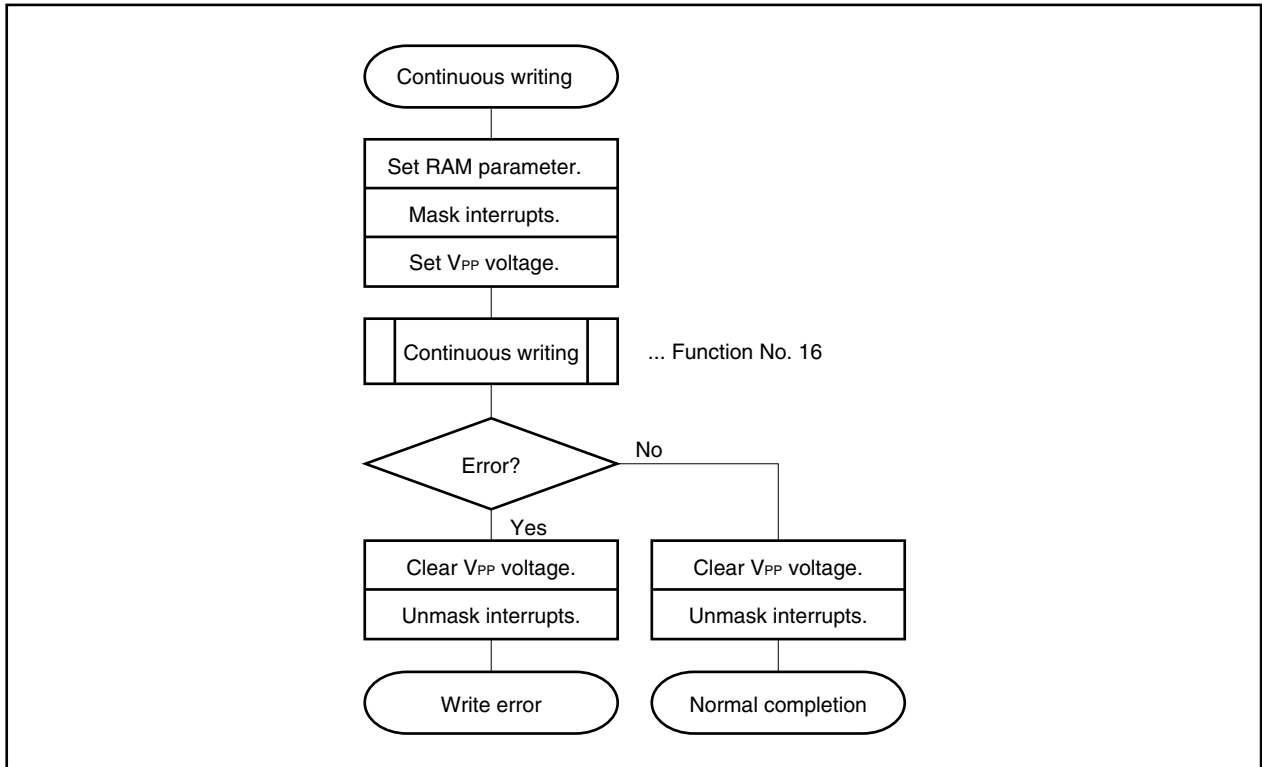 Continuous writing
Set RAM parameter.
Mask interrupts.
Set VPP voltage.
Continuous writing ... Function No. 16
Error?
No
Yes
Clear VPP voltage. Clear VPP voltage.
Unmask interrupts. Unmask interrupts.
Write error Normal completion